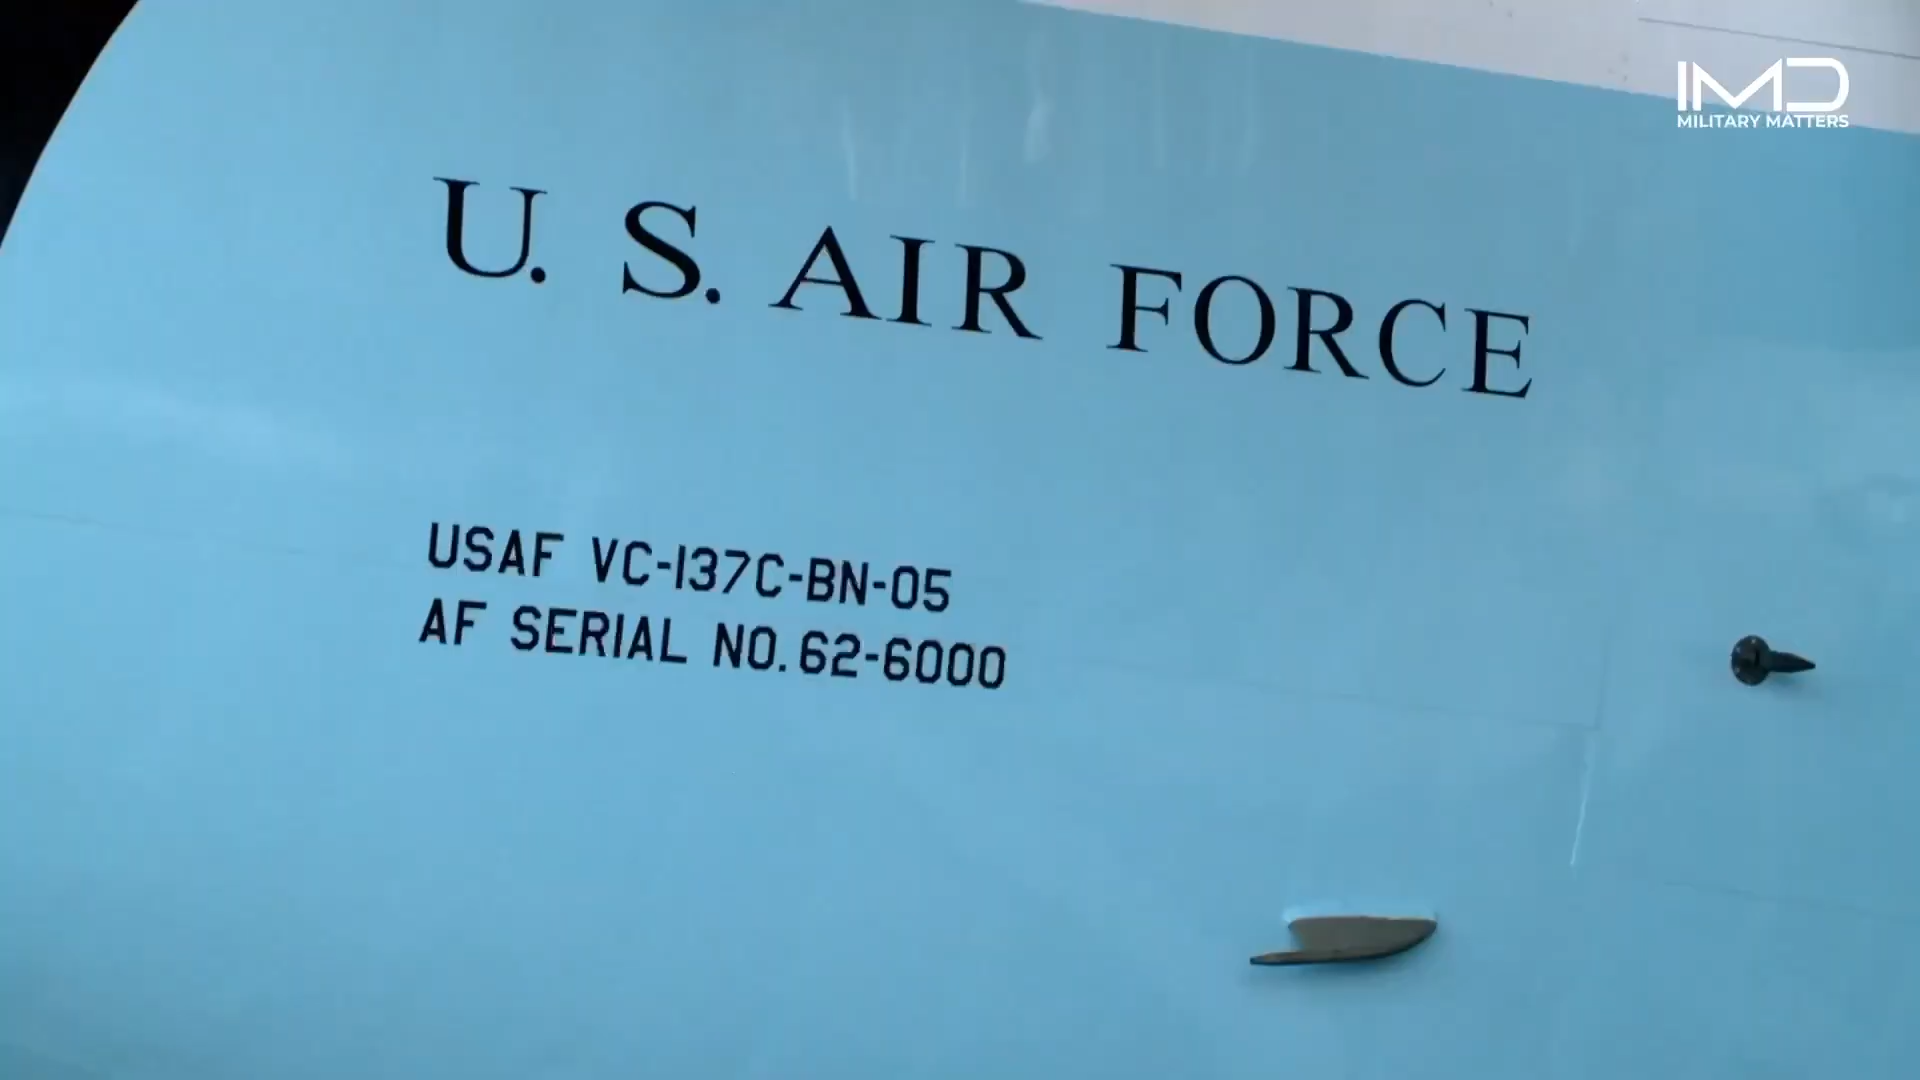 IMD
MILITARY MATTERS
U. S. AIR FORCE
USAF VC-137C-BN-05
AF SERIAL NO. 62-6000